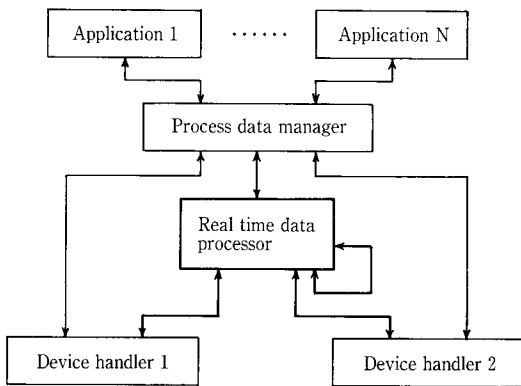 Application 1
......
Application N
Process data manager
Real time data
processor
Device handler 1
Device handler 2